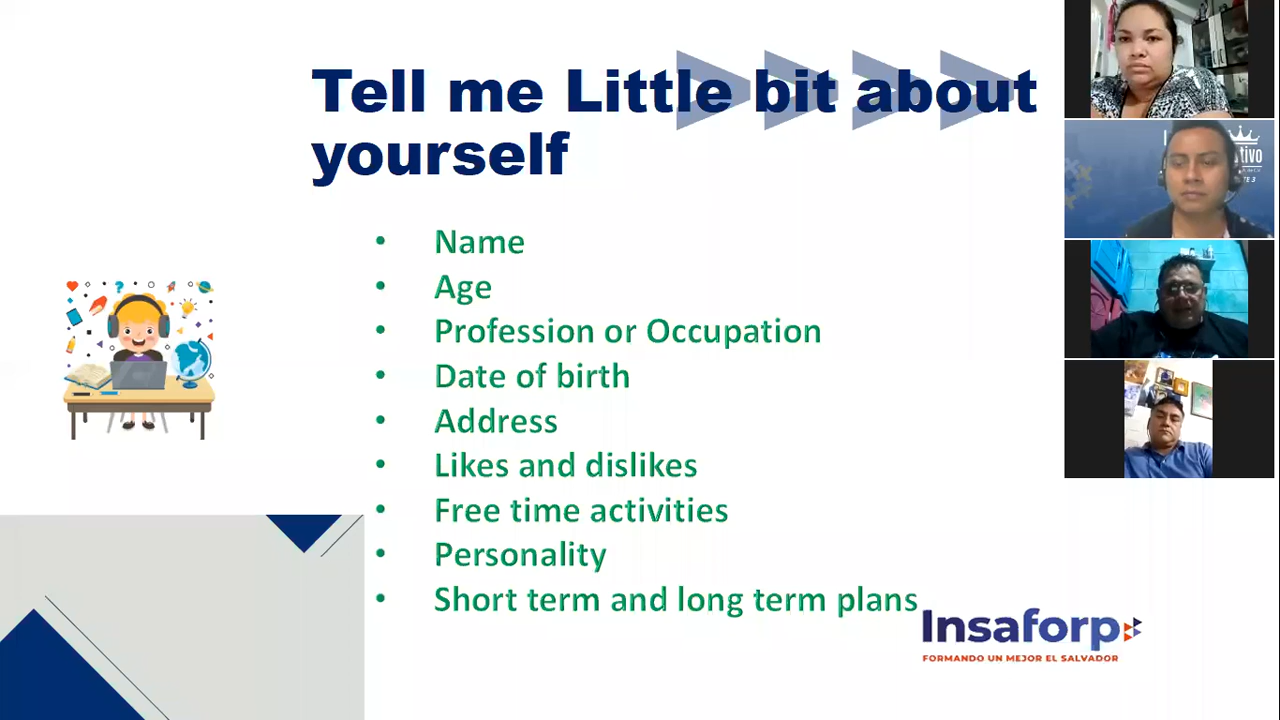 Tell me Little bit about
yourself
• Name
• Age
• Profession or Occupation
• Date of birth
• Address
• Likes and dislikes
• Free time activities
• Personality
• Short term and long term plans
Insaforp
FORMANDO UN MEJOR EL SALVADOR